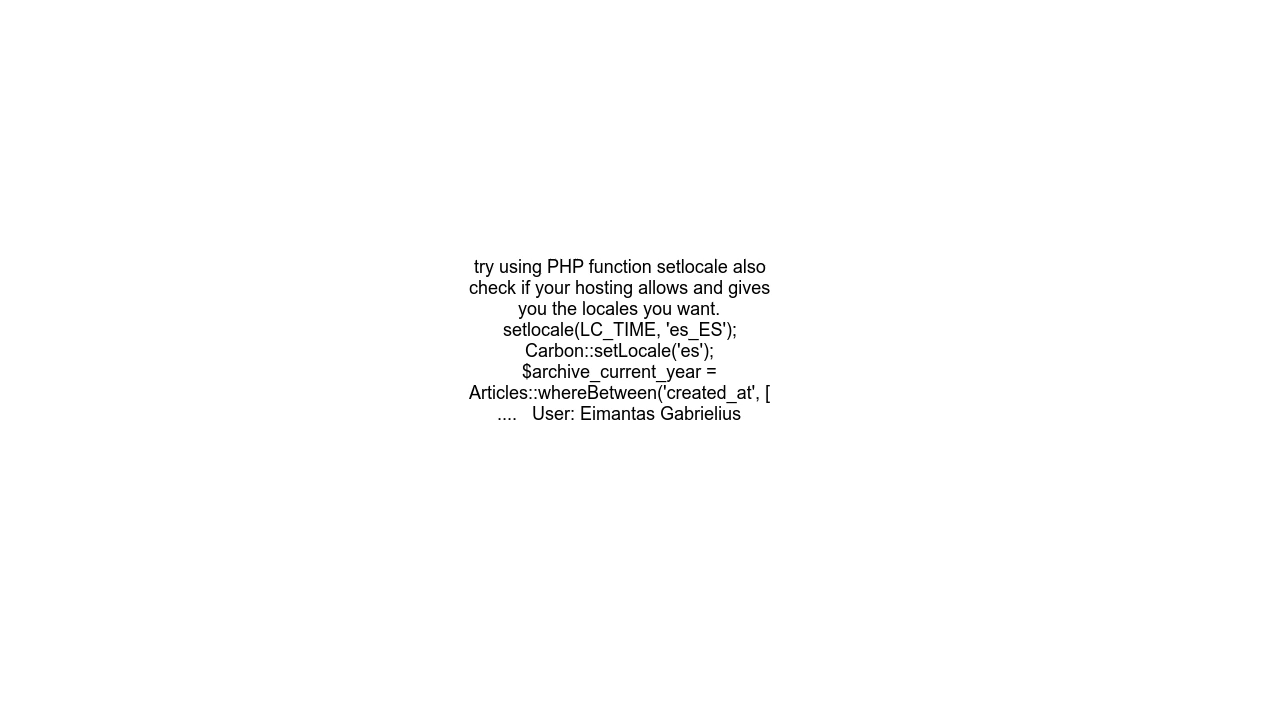 try using PHP function setlocale also
check if your hosting allows and gives
you the locales you want.
setlocale(LC_TIME, 'es_ES');
Carbon::setLocale('es');
$archive_current_year =
Articles::whereBetween('created_at', [
....   User: Eimantas Gabrielius